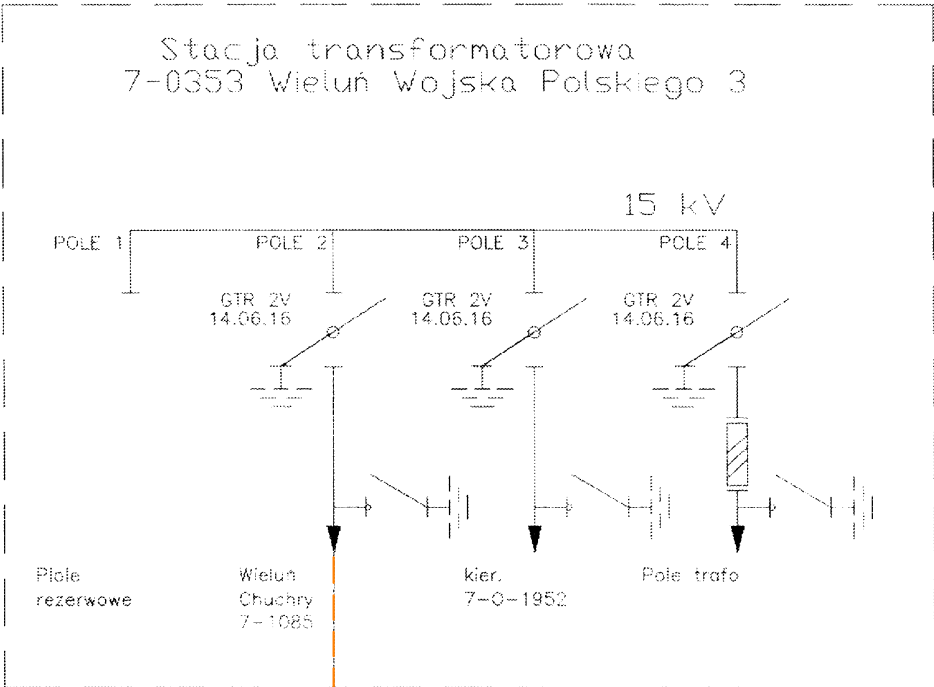 Stacja transformatorowa
7-0353 Wieluń Wojska Polskiego 3
15 kV
POLE 1
POLE 2
POLE 3
POLE 4
GTR 2V
14.06.16
GTR 2V
14.06.16
GTR 2V
14.06.16
Plole
rezerwowe
Wieluń
Chuchry
7-1085
kier.
7-0-1952
Pole trafo